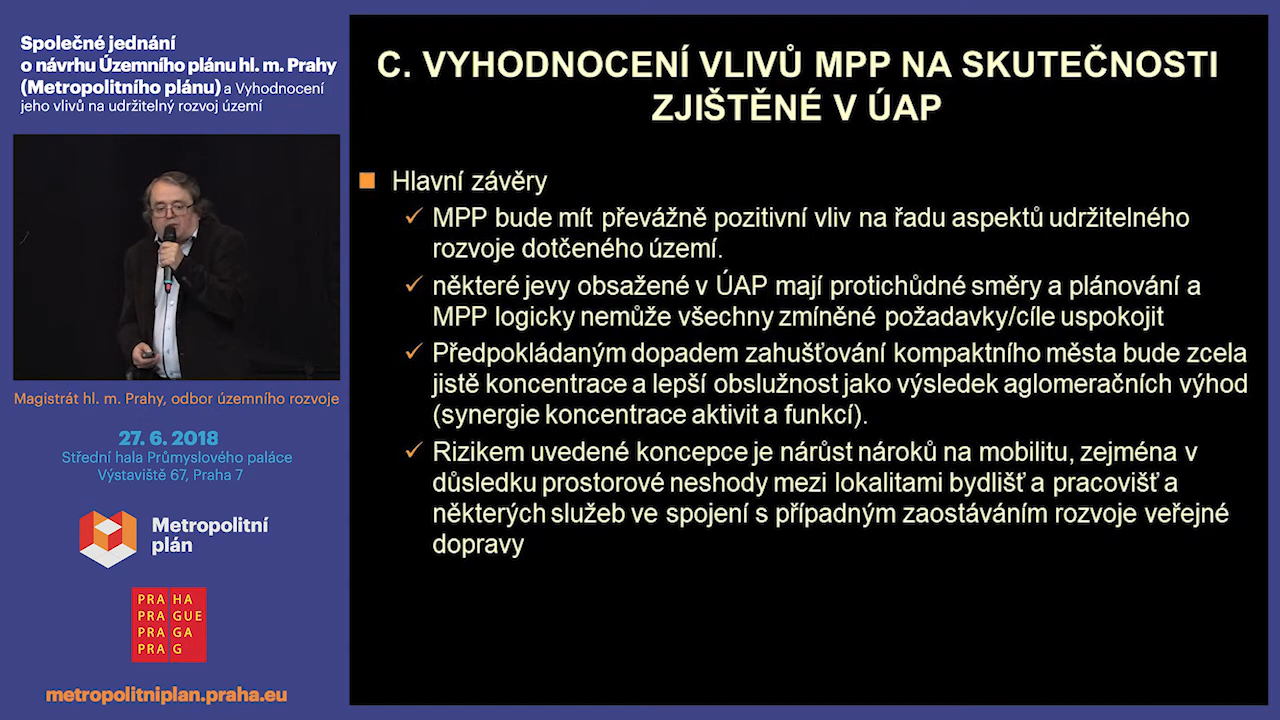 Společné jednání
o návrhu Územního plánu hl. m. Prahy
(Metropolitního plánu) a Vyhodnocení
jeho vlivů na udržitelný rozvoj území
Magistrát hl. m. Prahy, odbor územního rozvoje
27. 6. 2018
Střední hala Průmyslového paláce
Výstaviště 67, Praha 7
Metropolitní
plán
PRA HA
PRA GUE
PRA GA
PRA G
metropolitniplan.praha.eu
C. VYHODNOCENÍ VLIVŮ MPP NA SKUTEČNOSTI
ZJIŠTĚNÉ V ÚAP
Hlavní závěry
MPP bude mít převážně pozitivní vliv na řadu aspektů udržitelného
rozvoje dotčeného území.
některé jevy obsažené v ÚAP mají protichůdné směry a plánování a
MPP logicky nemůže všechny zmíněné požadavky/cíle uspokojit
Předpokládaným dopadem zahušťování kompaktního města bude zcela
jistě koncentrace a lepší obslužnost jako výsledek aglomeračních výhod
(synergie koncentrace aktivit a funkcí).
Rizikem uvedené koncepce je nárůst nároků na mobilitu, zejména v
důsledku prostorové neshody mezi lokalitami bydlišť a pracovišť a
některých služeb ve spojení s případným zaostáváním rozvoje veřejné
dopravy